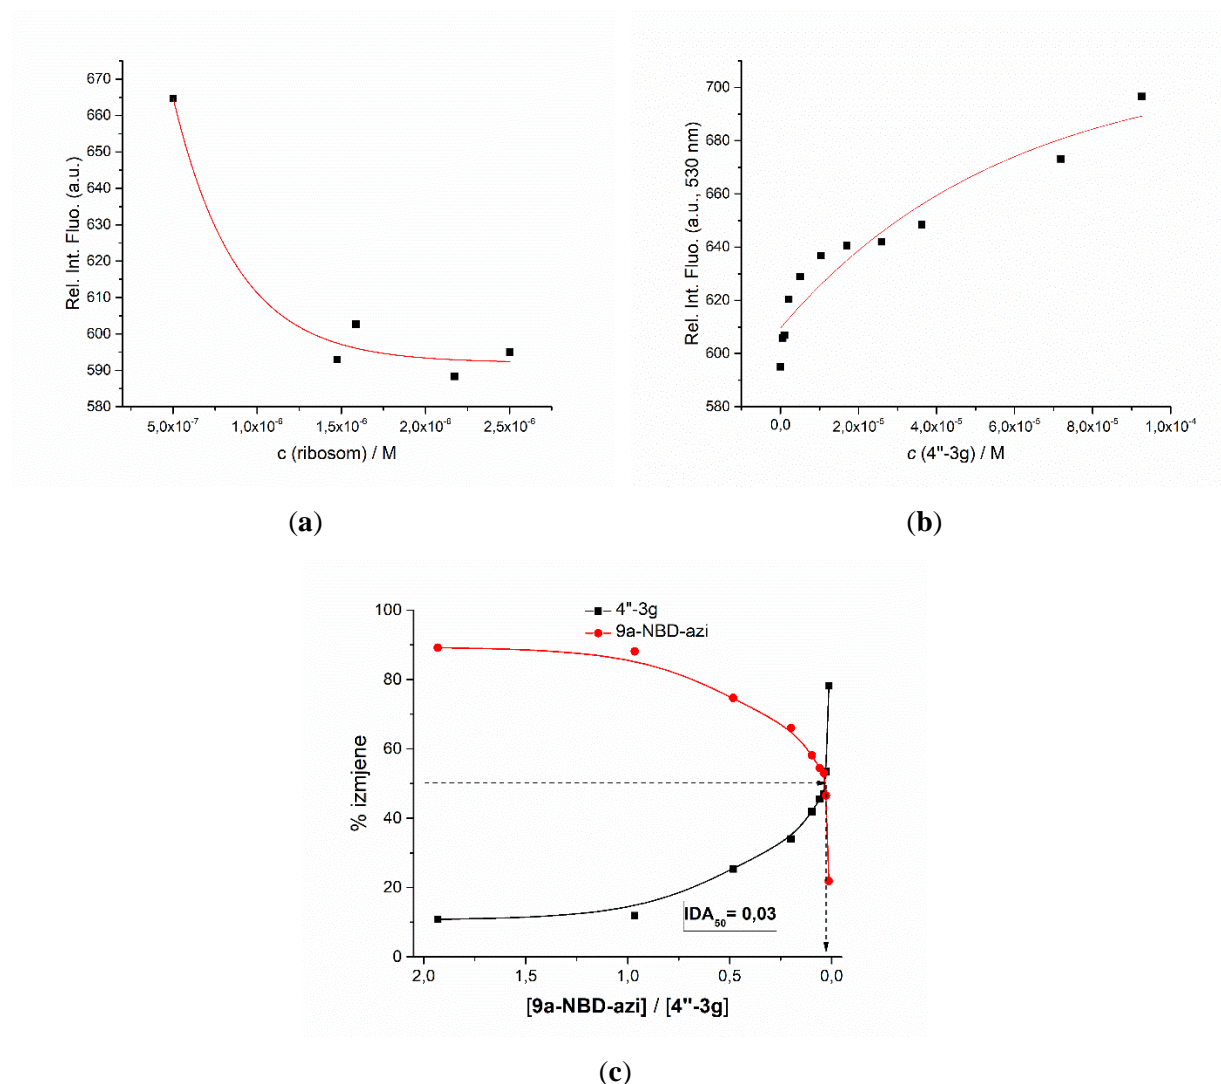 670
660
650
640
630
620
610
600
590
580
Rel. Int. Fluo. (a.u.)
5,0x10⁻⁷ 1,0x10⁻⁶ 1,5x10⁻⁶ 2,0x10⁻⁶ 2,5x10⁻⁶
c (ribosom) / M
(a)
700
680
660
640
620
600
580
Rel. Int. Fluo. (a.u., 530 nm)
0,0 2,0x10⁻⁵ 4,0x10⁻⁵ 6,0x10⁻⁵ 8,0x10⁻⁵ 1,0x10⁻⁴
c (4"-3g) / M
(b)
100
80
60
40
20
0
% izmjene
4"-3g
9a-NBD-azi
IDA₅₀= 0,03
2,0 1,5 1,0 0,5 0,0
[9a-NBD-azi] / [4"-3g]
(c)